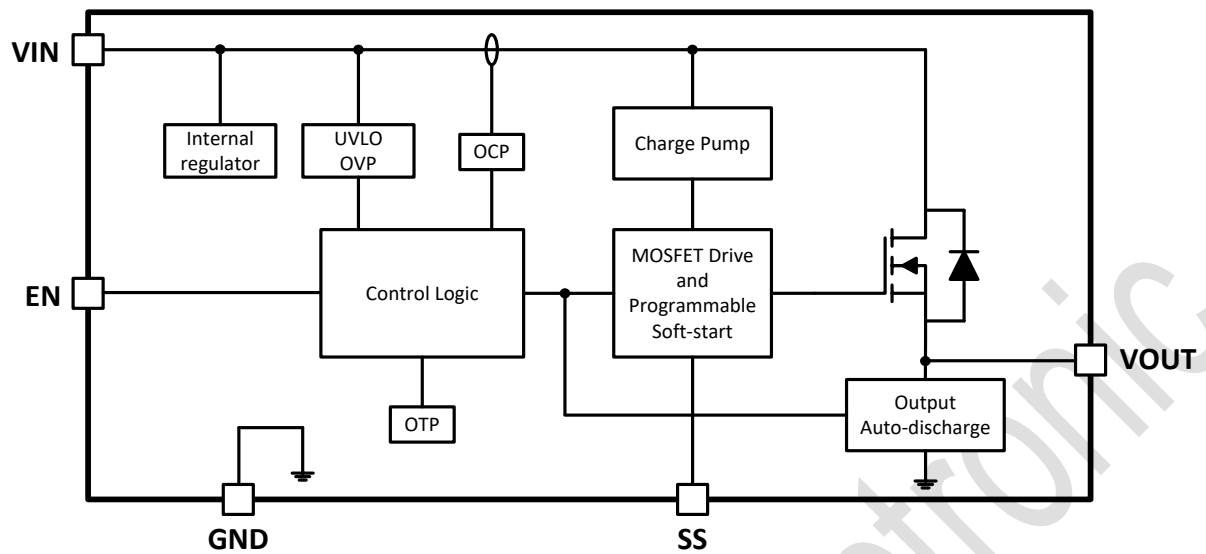 VIN
Internal
regulator
UVLO
OVP
OCP
Charge Pump
EN
Control Logic
MOSFET Drive
and
Programmable
Soft-start
VOUT
Output
Auto-discharge
OTP
GND
SS